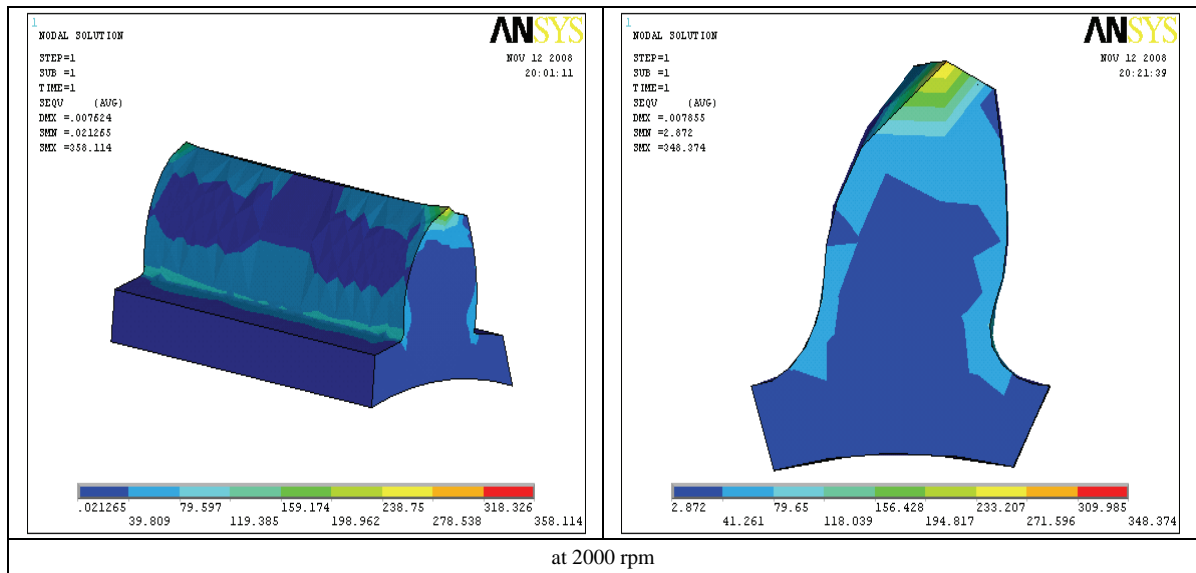 1
ANSYS
NODAL SOLUTION
NOV 12 2008
STEP=1
20:01:11
SUB =1
TIME=1
SEQV (AVG)
DMX =.007624
SMN =.021265
SMX =358.114
.021265 79.597 159.174 238.75 318.326
39.809 119.385 198.962 278.538 358.114
1
ANSYS
NODAL SOLUTION
NOV 12 2008
STEP=1
20:21:39
SUB =1
TIME=1
SEQV (AVG)
DMX =.007855
SMN =2.872
SMX =348.374
2.872 79.65 156.428 233.207 309.985
41.261 118.039 194.817 271.596 348.374
at 2000 rpm